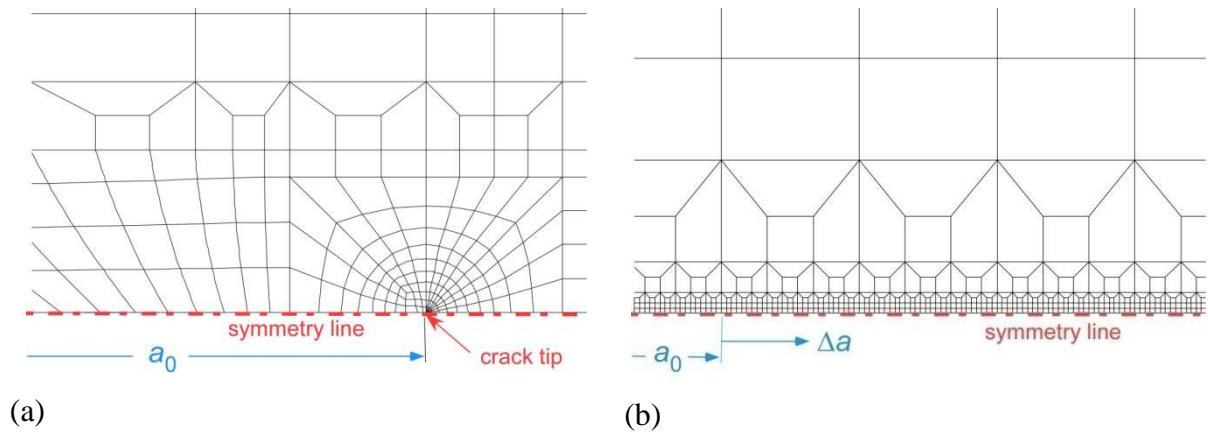 symmetry line
a0
crack tip
(a)
symmetry line
a0
Δa
(b)